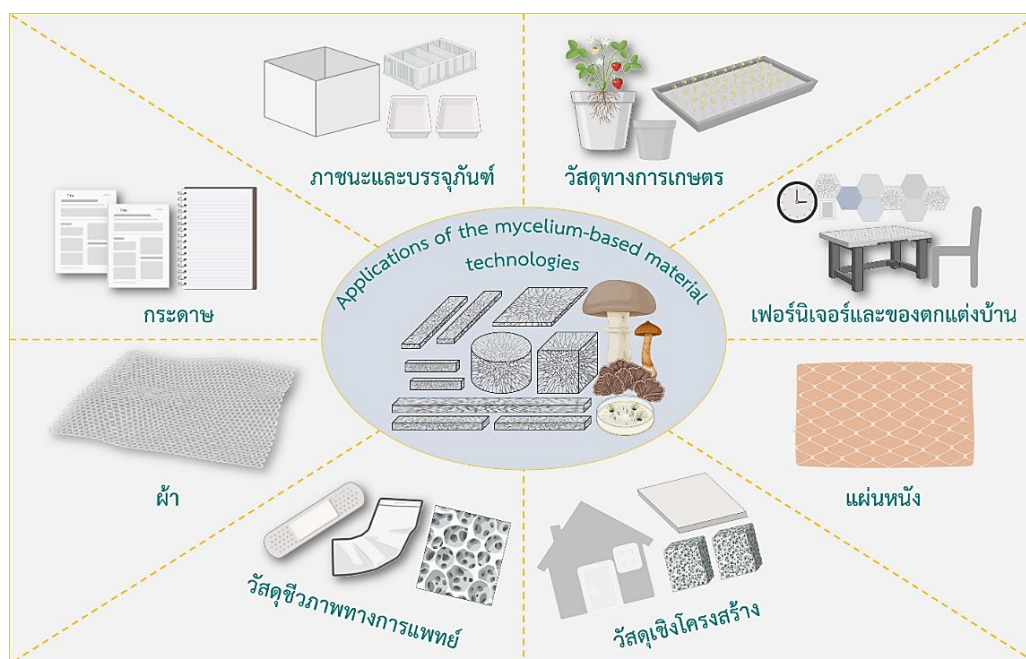 ภาชนะและบรรจุภัณฑ์
วัสดุทางการเกษตร
กระดาษ
Applications of the mycelium-based material
technologies
เฟอร์นิเจอร์และของตกแต่งบ้าน
ผ้า
แผ่นหนัง
วัสดุชีวภาพทางการแพทย์
วัสดุเชิงโครงสร้าง